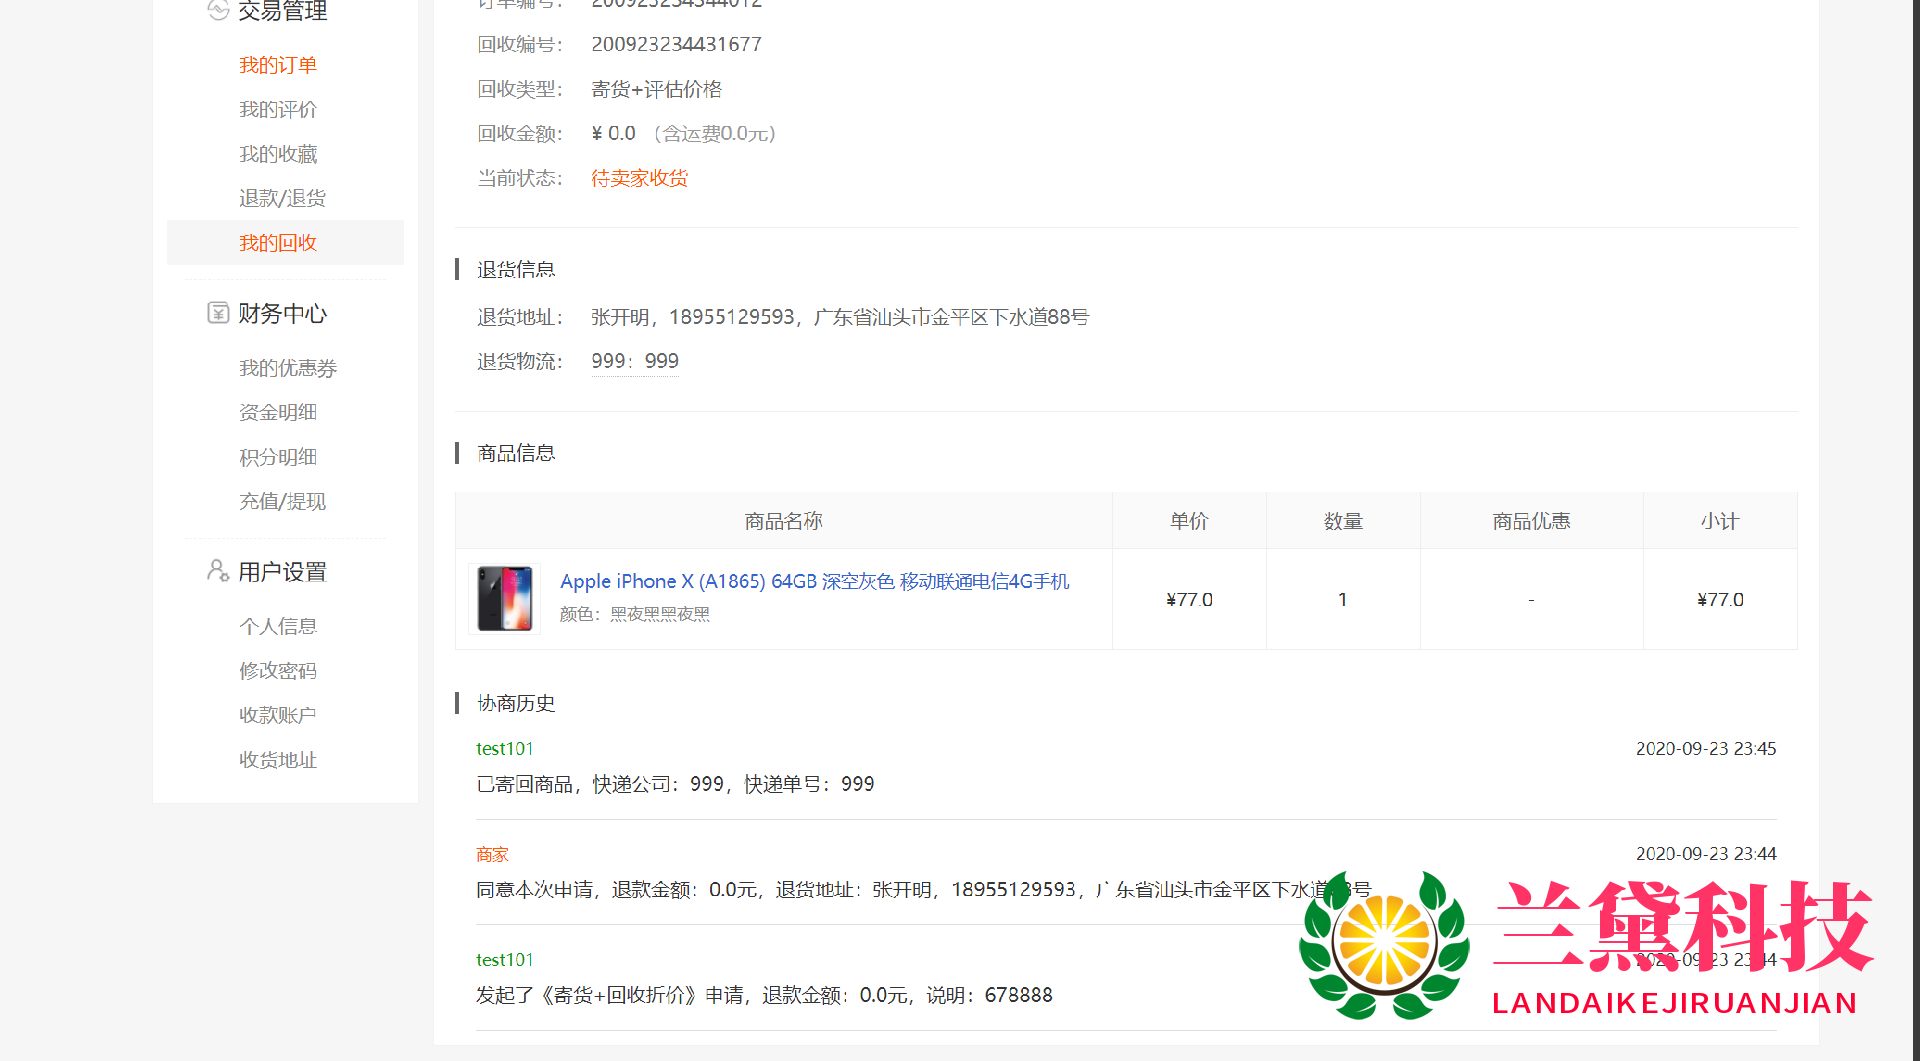 交易管理
我的订单
我的评价
我的收藏
退款/退货
我的回收
财务中心
我的优惠券
资金明细
积分明细
充值/提现
用户设置
个人信息
修改密码
收款账户
收货地址
订单编号： 200923234344012
回收编号： 200923234431677
回收类型： 寄货+评估价格
回收金额： ¥ 0.0 （含运费0.0元）
当前状态： 待卖家收货
退货信息
退货地址： 张开明，18955129593，广东省汕头市金平区下水道88号
退货物流： 999：999
商品信息
商品名称 单价 数量 商品优惠 小计
Apple iPhone X (A1865) 64GB 深空灰色 移动联通电信4G手机
颜色：黑夜黑黑夜黑
¥77.0 1 - ¥77.0
协商历史
test101 2020-09-23 23:45
已寄回商品，快递公司：999，快递单号：999
商家 2020-09-23 23:44
同意本次申请，退款金额：0.0元，退货地址：张开明，18955129593，广东省汕头市金平区下水道88号
test101 2020-09-23 23:44
发起了《寄货+回收折价》申请，退款金额：0.0元，说明：678888
兰黛科技
LANDAIKEJIRUANJIAN